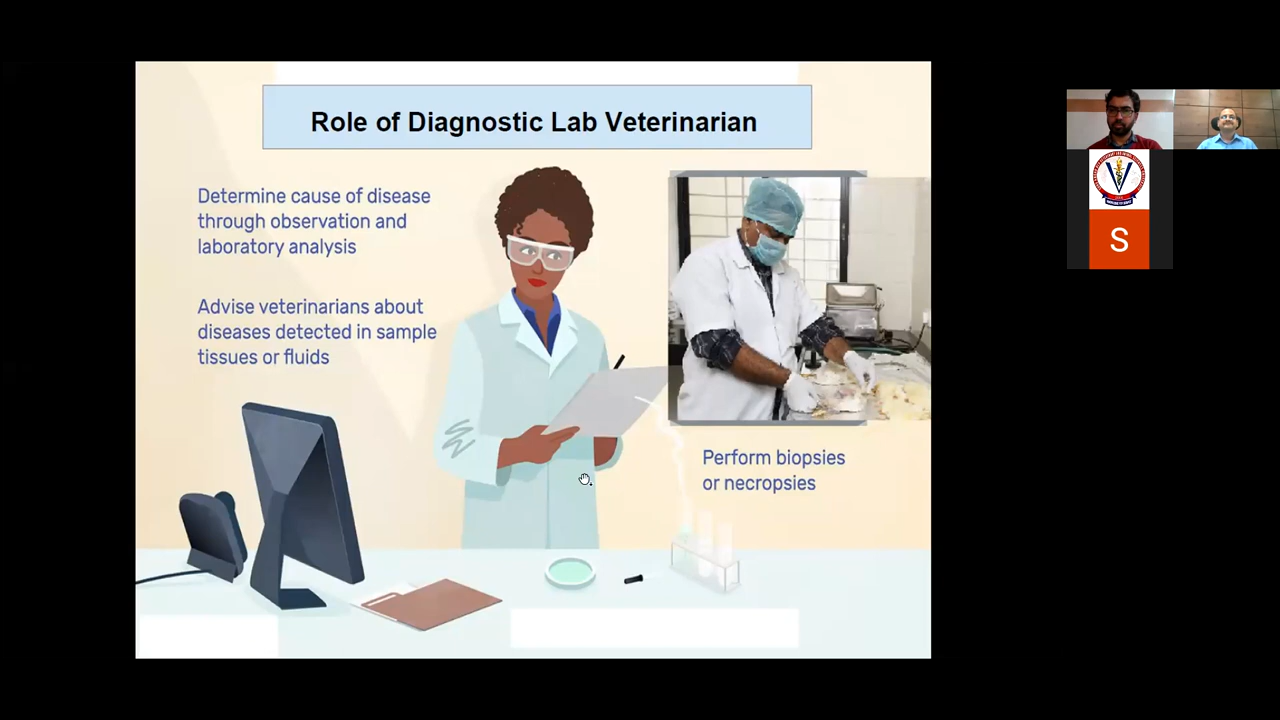 Role of Diagnostic Lab Veterinarian
Determine cause of disease
through observation and
laboratory analysis
Advise veterinarians about
diseases detected in sample
tissues or fluids
Perform biopsies
or necropsies
V
S